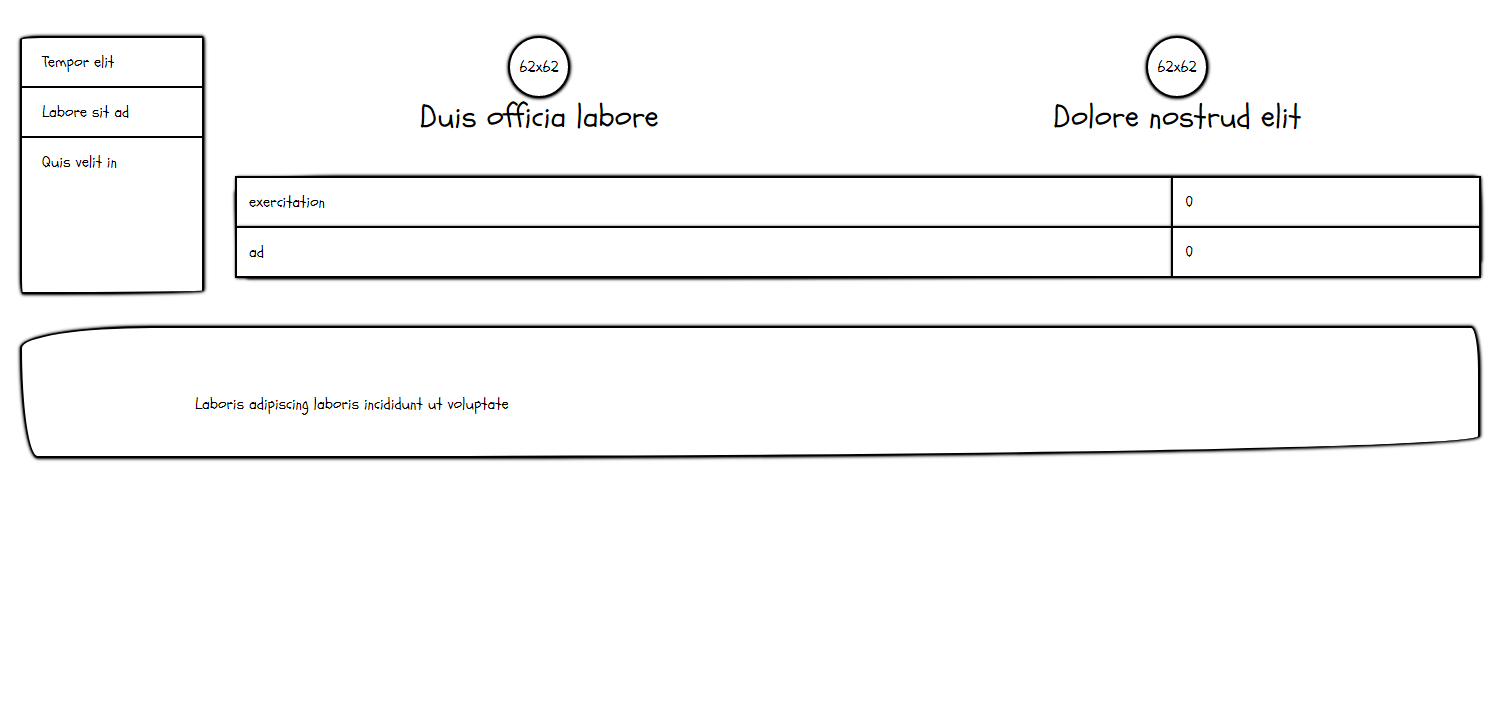 Tempor elit
Labore sit ad
Quis velit in
62x62
Duis officia labore
62x62
Dolore nostrud elit
exercitation 0
ad 0
Laboris adipiscing laboris incididunt ut voluptate